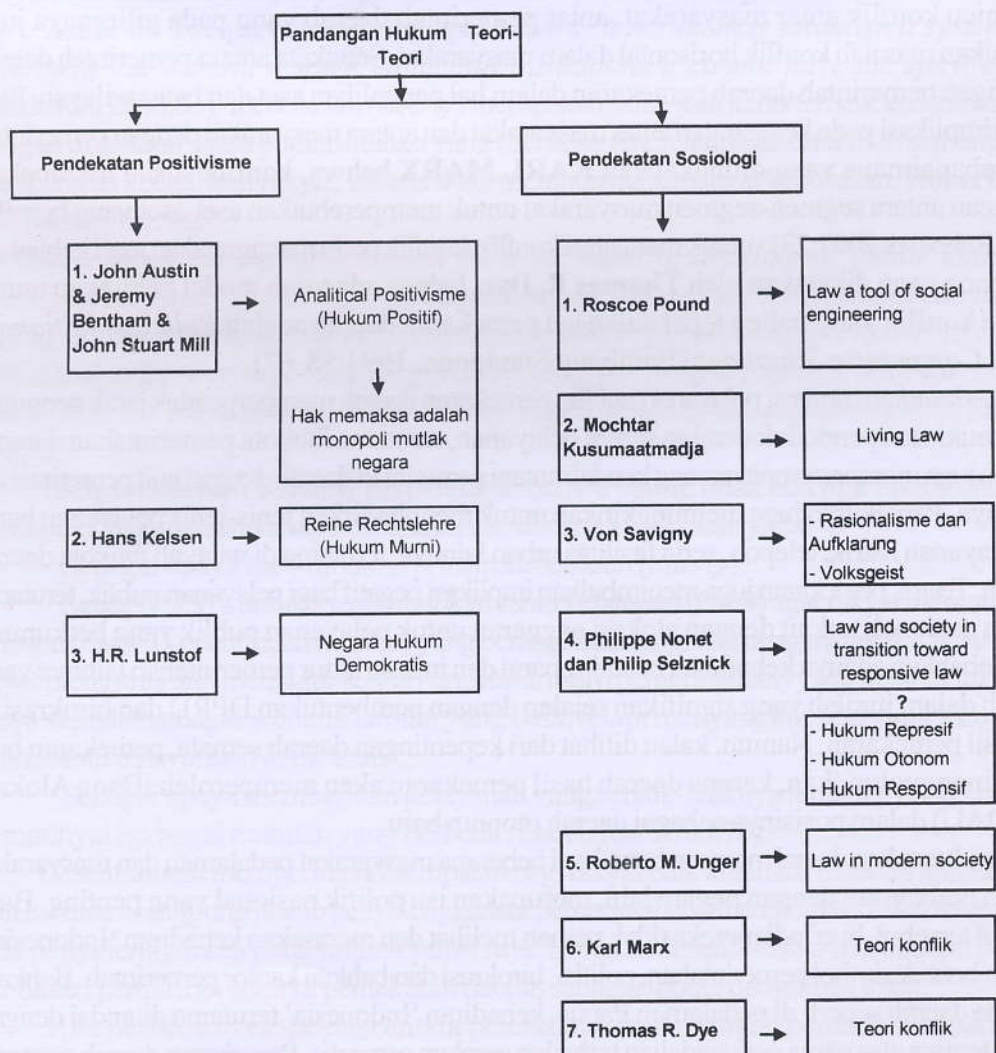 Pandangan Hukum Teori-
Teori
Pendekatan Positivisme
1. John Austin
& Jeremy
Bentham &
John Stuart Mill
Analitical Positivisme
(Hukum Positif)
Hak memaksa adalah
monopoli mutlak
negara
2. Hans Kelsen
Reine Rechtslehre
(Hukum Murni)
3. H.R. Lunstof
Negara Hukum
Demokratis
Pendekatan Sosiologi
1. Roscoe Pound
Law a tool of social
engineering
2. Mochtar
Kusumaatmadja
Living Law
3. Von Savigny
- Rasionalisme dan
Aufklarung
- Volksgeist
4. Philippe Nonet
dan Philip Selznick
Law and society in
transition toward
responsive law
?
- Hukum Represif
- Hukum Otonom
- Hukum Responsif
5. Roberto M. Unger
Law in modern society
6. Karl Marx
Teori konflik
7. Thomas R. Dye
Teori konflik